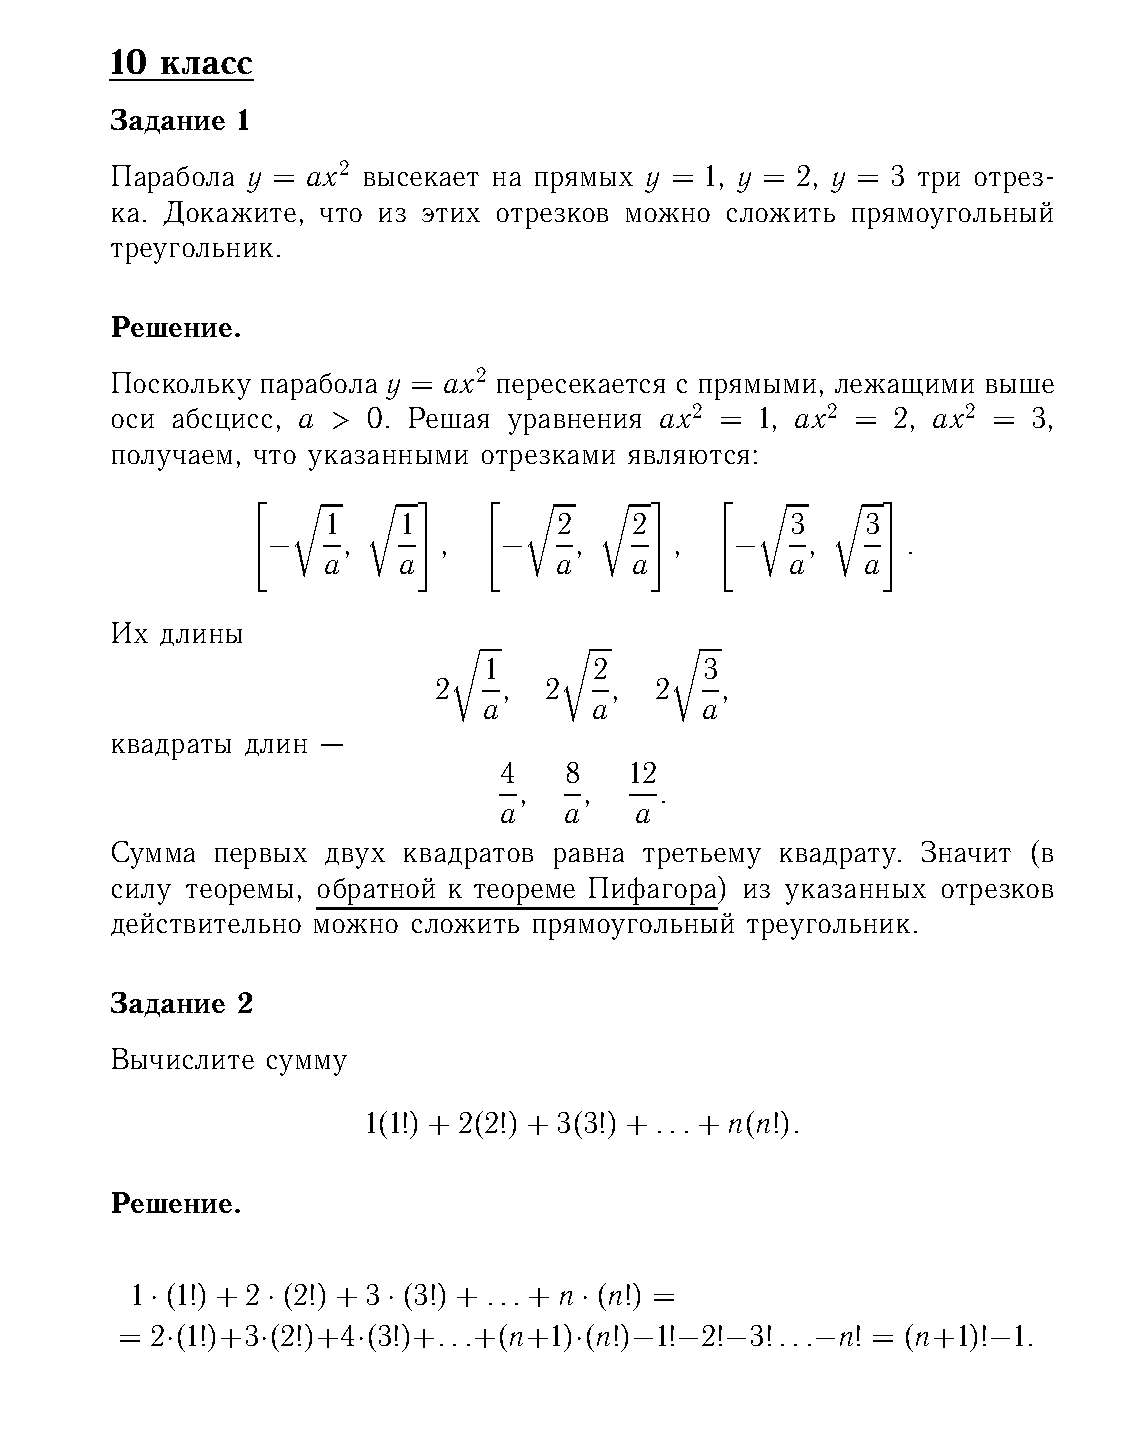 10 класс
Задание 1
Парабола y = ax² высекает на прямых y = 1, y = 2, y = 3 три отрез-
ка. Докажите, что из этих отрезков можно сложить прямоугольный
треугольник.
Решение.
Поскольку парабола y = ax² пересекается с прямыми, лежащими выше
оси абсцисс, a > 0. Решая уравнения ax² = 1, ax² = 2, ax² = 3,
получаем, что указанными отрезками являются:
[−√(1/a), √(1/a)], [−√(2/a), √(2/a)], [−√(3/a), √(3/a)].
Их длины
2√(1/a), 2√(2/a), 2√(3/a),
квадраты длин —
4/a, 8/a, 12/a.
Сумма первых двух квадратов равна третьему квадрату. Значит (в
силу теоремы, обратной к теореме Пифагора) из указанных отрезков
действительно можно сложить прямоугольный треугольник.
Задание 2
Вычислите сумму
1(1!) + 2(2!) + 3(3!) + ... + n(n!).
Решение.
1 · (1!) + 2 · (2!) + 3 · (3!) + ... + n · (n!) =
= 2·(1!)+3·(2!)+4·(3!)+...+(n+1)·(n!)−1!−2!−3!...−n! = (n+1)!−1.